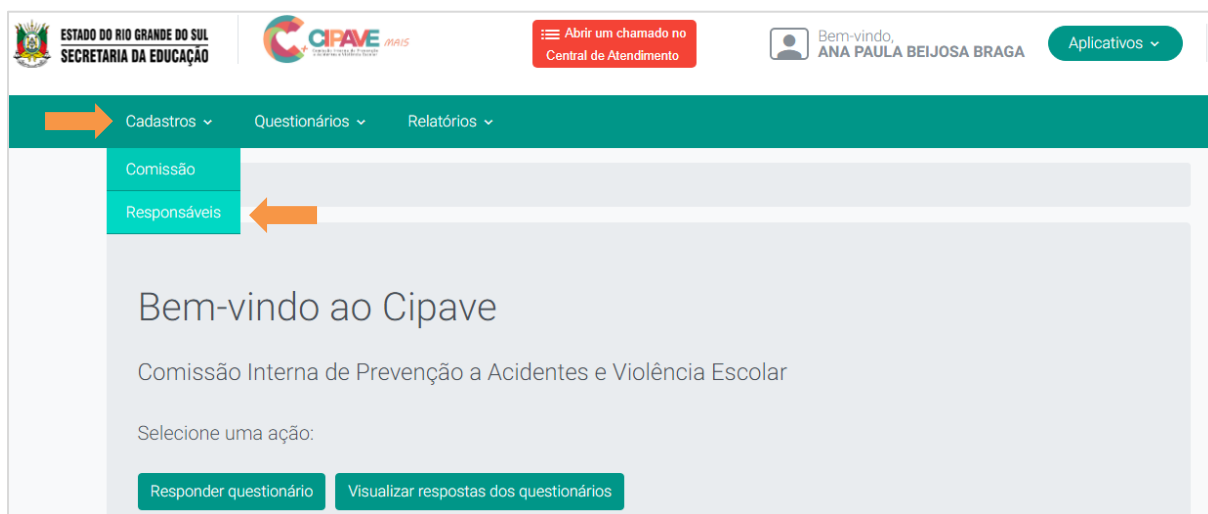 ESTADO DO RIO GRANDE DO SUL
SECRETARIA DA EDUCAÇÃO
CIPAVE MAIS
Abrir um chamado no
Central de Atendimento
Bem-vindo,
ANA PAULA BEIJOSA BRAGA
Aplicativos
Cadastros
Questionários
Relatórios
Comissão
Responsáveis
Bem-vindo ao Cipave
Comissão Interna de Prevenção a Acidentes e Violência Escolar
Selecione uma ação:
Responder questionário
Visualizar respostas dos questionários